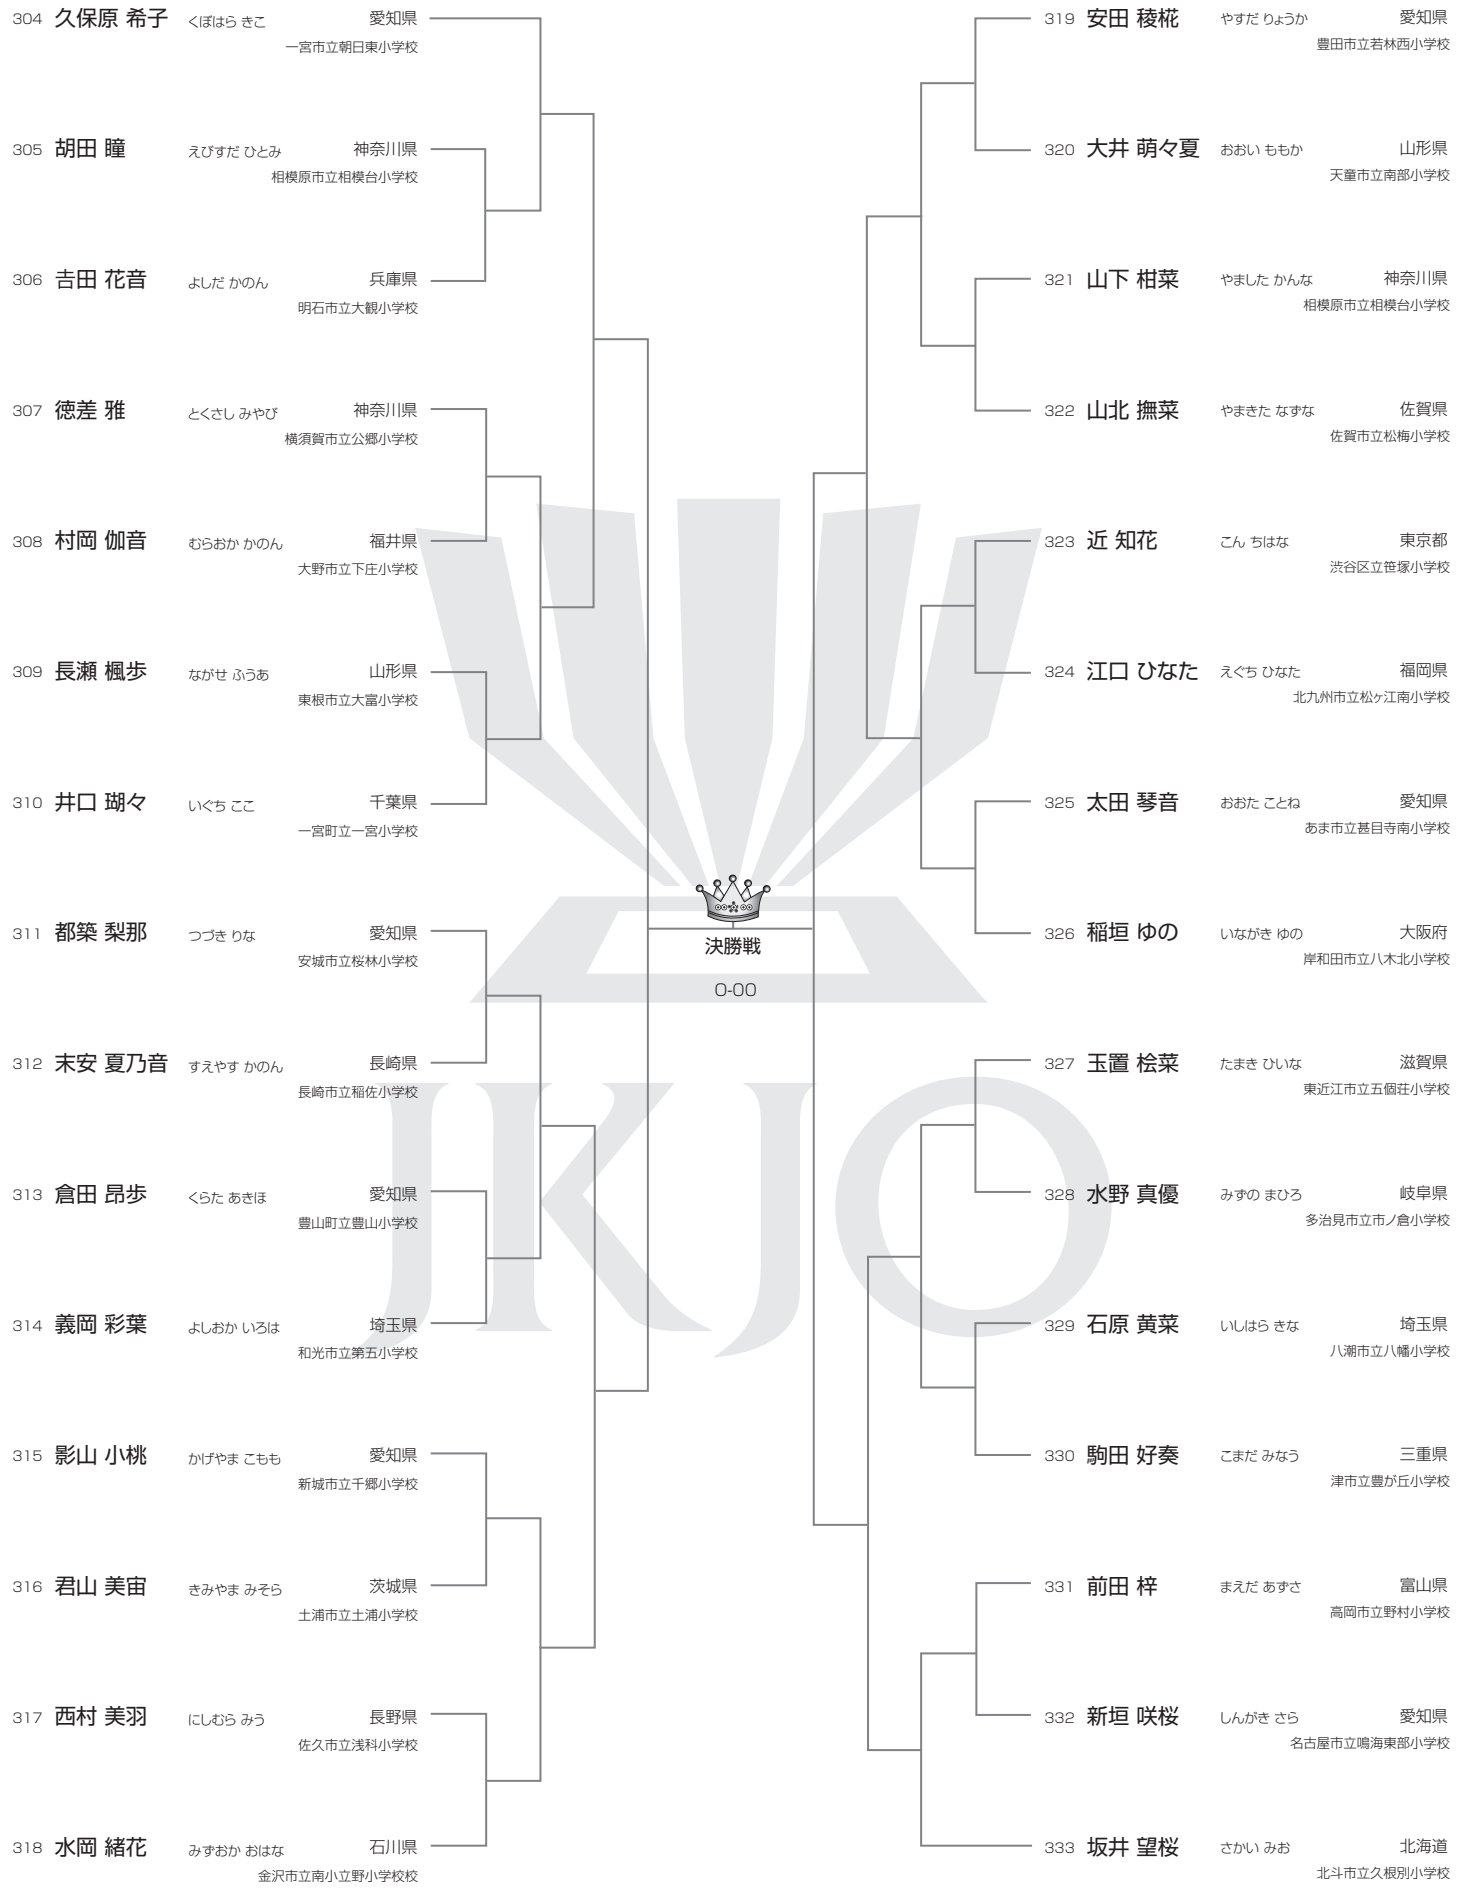 304 久保原 希子 くぼはら きこ 愛知県
一宮市立朝日東小学校
305 胡田 瞳 えびすだ ひとみ 神奈川県
相模原市立相模台小学校
306 𠮷田 花音 よしだ かのん 兵庫県
明石市立大観小学校
307 徳差 雅 とくさし みやび 神奈川県
横須賀市立公郷小学校
308 村岡 伽音 むらおか かのん 福井県
大野市立下庄小学校
309 長瀬 楓歩 ながせ ふうあ 山形県
東根市立大富小学校
310 井口 瑚々 いぐち ここ 千葉県
一宮町立一宮小学校
311 都築 梨那 つづき りな 愛知県
安城市立桜林小学校
312 末安 夏乃音 すえやす かのん 長崎県
長崎市立稲佐小学校
313 倉田 昂歩 くらた あきほ 愛知県
豊山町立豊山小学校
314 義岡 彩葉 よしおか いろは 埼玉県
和光市立第五小学校
315 影山 小桃 かげやま こもも 愛知県
新城市立千郷小学校
316 君山 美宙 きみやま みそら 茨城県
土浦市立土浦小学校
317 西村 美羽 にしむら みう 長野県
佐久市立浅科小学校
318 水岡 緒花 みずおか おはな 石川県
金沢市立南小立野小学校校
決勝戦
0-00
JKJO
319 安田 稜椛 やすだ りょうか 愛知県
豊田市立若林西小学校
320 大井 萌々夏 おおい ももか 山形県
天童市立南部小学校
321 山下 柑菜 やました かんな 神奈川県
相模原市立相模台小学校
322 山北 撫菜 やまきた なずな 佐賀県
佐賀市立松梅小学校
323 近 知花 こん ちはな 東京都
渋谷区立笹塚小学校
324 江口 ひなた えぐち ひなた 福岡県
北九州市立松ヶ江南小学校
325 太田 琴音 おおた ことね 愛知県
あま市立甚目寺南小学校
326 稲垣 ゆの いながき ゆの 大阪府
岸和田市立八木北小学校
327 玉置 桧菜 たまき ひいな 滋賀県
東近江市立五個荘小学校
328 水野 真優 みずの まひろ 岐阜県
多治見市立市ノ倉小学校
329 石原 黄菜 いしはら きな 埼玉県
八潮市立八幡小学校
330 駒田 好奏 こまだ みなう 三重県
津市立豊が丘小学校
331 前田 梓 まえだ あずさ 富山県
高岡市立野村小学校
332 新垣 咲桜 しんがき さら 愛知県
名古屋市立鳴海東部小学校
333 坂井 望桜 さかい みお 北海道
北斗市立久根別小学校